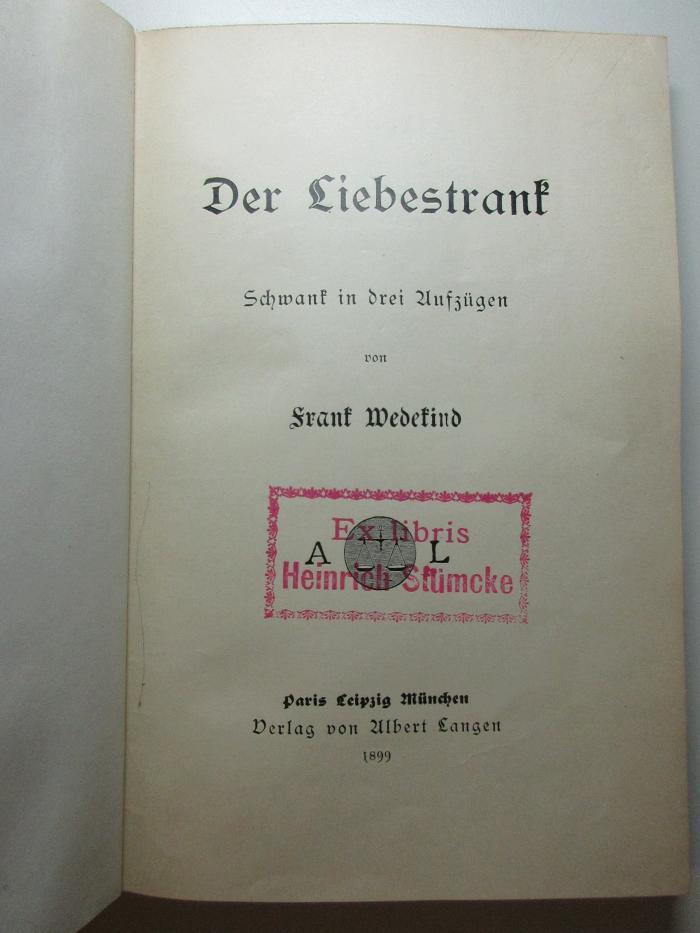 Der Liebestrank
Schwank in drei Aufzügen
von
Frank Wedekind
Ex libris
A L
Heinrich Stümcke
Paris Leipzig München
Verlag von Albert Langen
1899